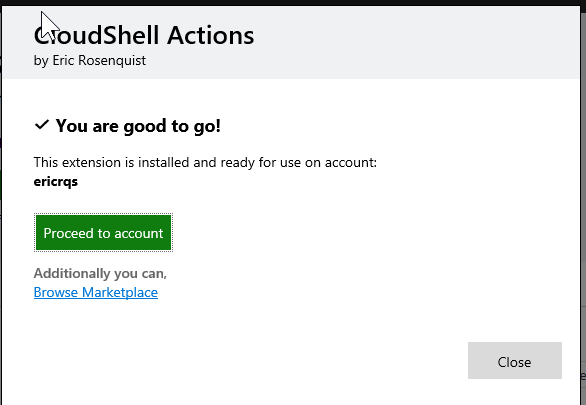 CloudShell Actions
by Eric Rosenquist
You are good to go!
This extension is installed and ready for use on account:
ericrqs
Proceed to account
Additionally you can,
Browse Marketplace
Close